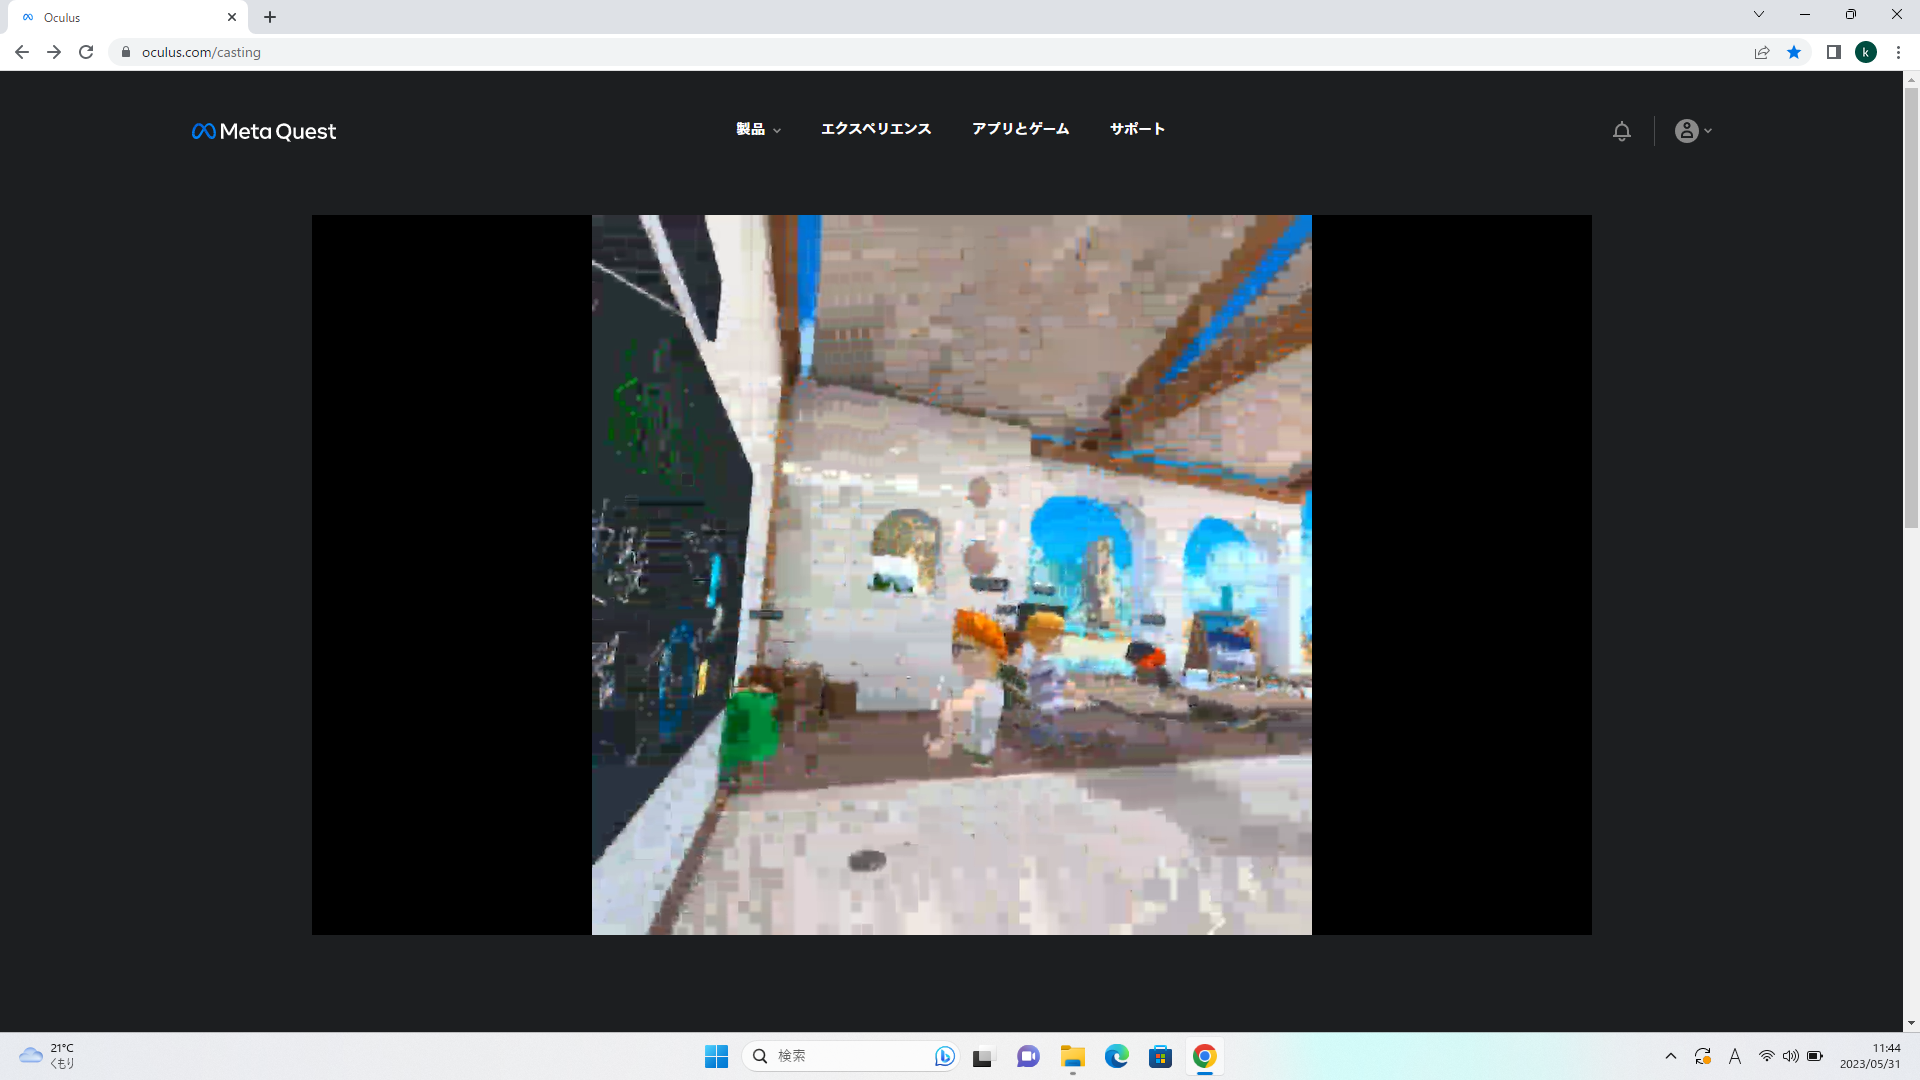 Oculus
oculus.com/casting
k
Meta Quest
製品
エクスペリエンス
アプリとゲーム
サポート
21°C
くもり
検索
A
11:44
2023/05/31